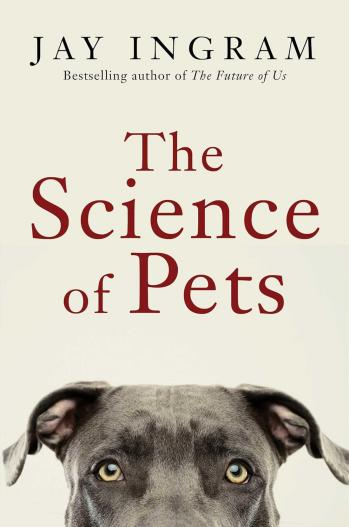 JAY INGRAM
Bestselling author of The Future of Us
The
Science
of Pets